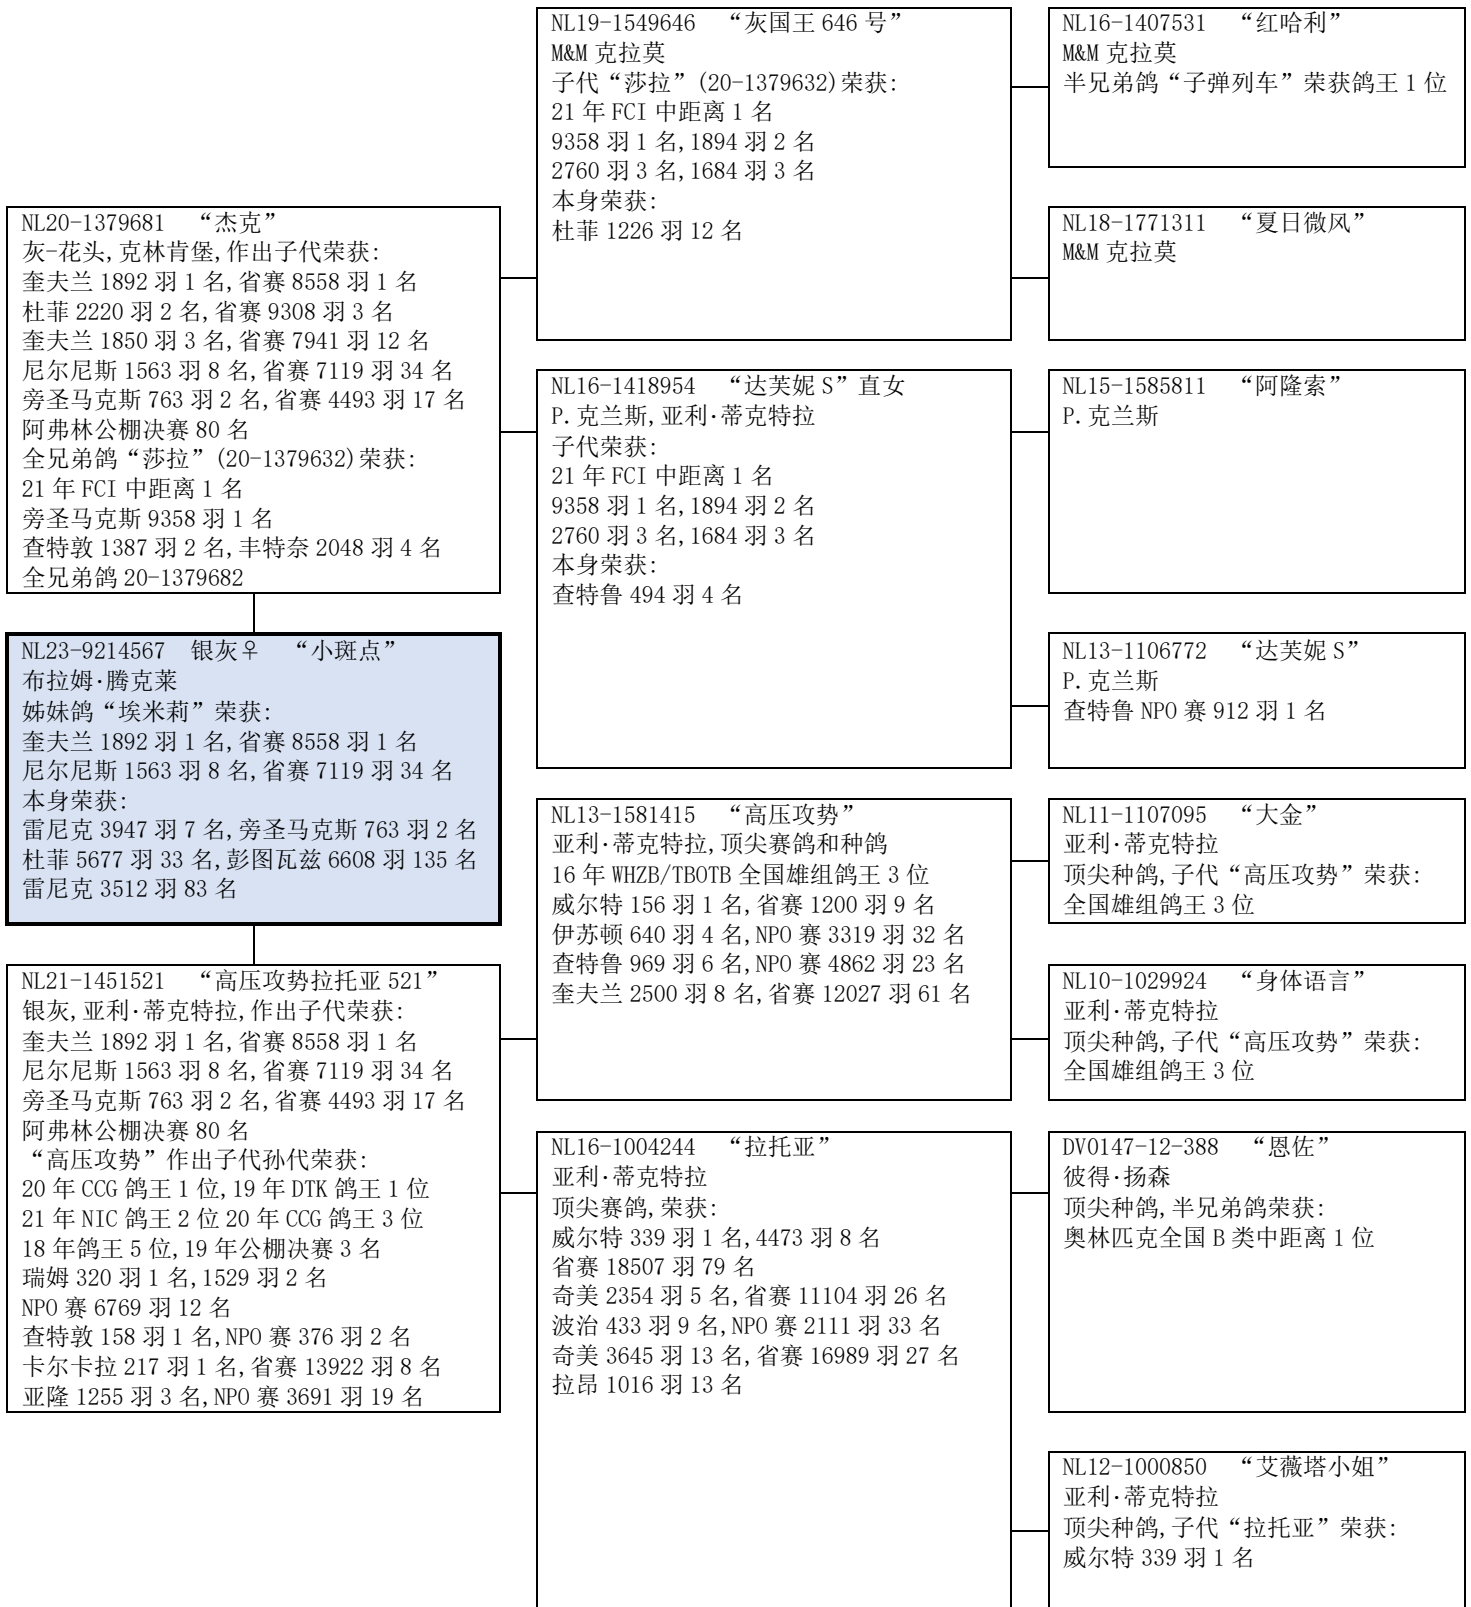 NL20-1379681 “杰克”
灰-花头,克林肯堡,作出子代荣获:
奎夫兰 1892 羽 1 名,省赛 8558 羽 1 名
杜菲 2220 羽 2 名,省赛 9308 羽 3 名
奎夫兰 1850 羽 3 名,省赛 7941 羽 12 名
尼尔尼斯 1563 羽 8 名,省赛 7119 羽 34 名
旁圣马克斯 763 羽 2 名,省赛 4493 羽 17 名
阿弗林公棚决赛 80 名
全兄弟鸽“莎拉”(20-1379632)荣获:
21 年 FCI 中距离 1 名
旁圣马克斯 9358 羽 1 名
查特敦 1387 羽 2 名,丰特奈 2048 羽 4 名
全兄弟鸽 20-1379682
NL23-9214567 银灰♀ “小斑点”
布拉姆·腾克莱
姊妹鸽“埃米莉”荣获:
奎夫兰 1892 羽 1 名,省赛 8558 羽 1 名
尼尔尼斯 1563 羽 8 名,省赛 7119 羽 34 名
本身荣获:
雷尼克 3947 羽 7 名,旁圣马克斯 763 羽 2 名
杜菲 5677 羽 33 名,彭图瓦兹 6608 羽 135 名
雷尼克 3512 羽 83 名
NL21-1451521 “高压攻势拉托亚 521”
银灰,亚利·蒂克特拉,作出子代荣获:
奎夫兰 1892 羽 1 名,省赛 8558 羽 1 名
尼尔尼斯 1563 羽 8 名,省赛 7119 羽 34 名
旁圣马克斯 763 羽 2 名,省赛 4493 羽 17 名
阿弗林公棚决赛 80 名
“高压攻势”作出子代孙代荣获:
20 年 CCG 鸽王 1 位,19 年 DTK 鸽王 1 位
21 年 NIC 鸽王 2 位 20 年 CCG 鸽王 3 位
18 年鸽王 5 位,19 年公棚决赛 3 名
瑞姆 320 羽 1 名,1529 羽 2 名
NPO 赛 6769 羽 12 名
查特敦 158 羽 1 名,NPO 赛 376 羽 2 名
卡尔卡拉 217 羽 1 名,省赛 13922 羽 8 名
亚隆 1255 羽 3 名,NPO 赛 3691 羽 19 名
NL19-1549646 “灰国王 646 号”
M&M 克拉莫
子代“莎拉”(20-1379632)荣获:
21 年 FCI 中距离 1 名
9358 羽 1 名,1894 羽 2 名
2760 羽 3 名,1684 羽 3 名
本身荣获:
杜菲 1226 羽 12 名
NL16-1418954 “达芙妮 S”直女
P.克兰斯,亚利·蒂克特拉
子代荣获:
21 年 FCI 中距离 1 名
9358 羽 1 名,1894 羽 2 名
2760 羽 3 名,1684 羽 3 名
本身荣获:
查特鲁 494 羽 4 名
NL13-1581415 “高压攻势”
亚利·蒂克特拉,顶尖赛鸽和种鸽
16 年 WHZB/TBOTB 全国雄组鸽王 3 位
威尔特 156 羽 1 名,省赛 1200 羽 9 名
伊苏顿 640 羽 4 名,NPO 赛 3319 羽 32 名
查特鲁 969 羽 6 名,NPO 赛 4862 羽 23 名
奎夫兰 2500 羽 8 名,省赛 12027 羽 61 名
NL16-1004244 “拉托亚”
亚利·蒂克特拉
顶尖赛鸽,荣获:
威尔特 339 羽 1 名,4473 羽 8 名
省赛 18507 羽 79 名
奇美 2354 羽 5 名,省赛 11104 羽 26 名
波治 433 羽 9 名,NPO 赛 2111 羽 33 名
奇美 3645 羽 13 名,省赛 16989 羽 27 名
拉昂 1016 羽 13 名
NL16-1407531 “红哈利”
M&M 克拉莫
半兄弟鸽“子弹列车”荣获鸽王 1 位
NL18-1771311 “夏日微风”
M&M 克拉莫
NL15-1585811 “阿隆索”
P.克兰斯
NL13-1106772 “达芙妮 S”
P.克兰斯
查特鲁 NPO 赛 912 羽 1 名
NL11-1107095 “大金”
亚利·蒂克特拉
顶尖种鸽,子代“高压攻势”荣获:
全国雄组鸽王 3 位
NL10-1029924 “身体语言”
亚利·蒂克特拉
顶尖种鸽,子代“高压攻势”荣获:
全国雄组鸽王 3 位
DV0147-12-388 “恩佐”
彼得·扬森
顶尖种鸽,半兄弟鸽荣获:
奥林匹克全国 B 类中距离 1 位
NL12-1000850 “艾薇塔小姐”
亚利·蒂克特拉
顶尖种鸽,子代“拉托亚”荣获:
威尔特 339 羽 1 名